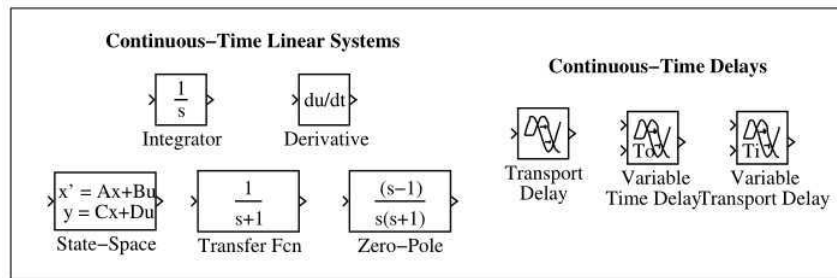 Continuous−Time Linear Systems
1
s
Integrator
du/dt
Derivative
x' = Ax+Bu
y = Cx+Du
State−Space
1
s+1
Transfer Fcn
(s−1)
s(s+1)
Zero−Pole
Continuous−Time Delays
Transport
Delay
To
Variable
Time Delay
Ti
Variable
Transport Delay